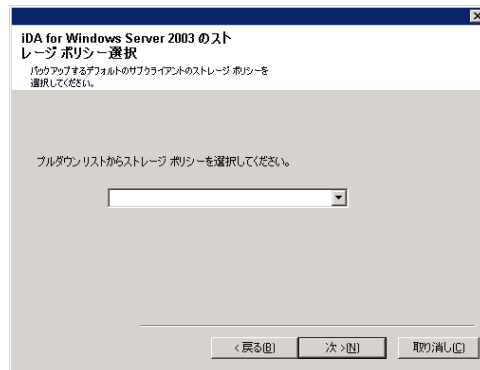 iDA for Windows Server 2003 のスト
レージ ポリシー選択
バックアップするデフォルトのサブクライアントのストレージ ポリシーを
選択してください。
プルダウン リストからストレージ ポリシーを選択してください。
< 戻る(B)
次 >(N)
取り消し(C)